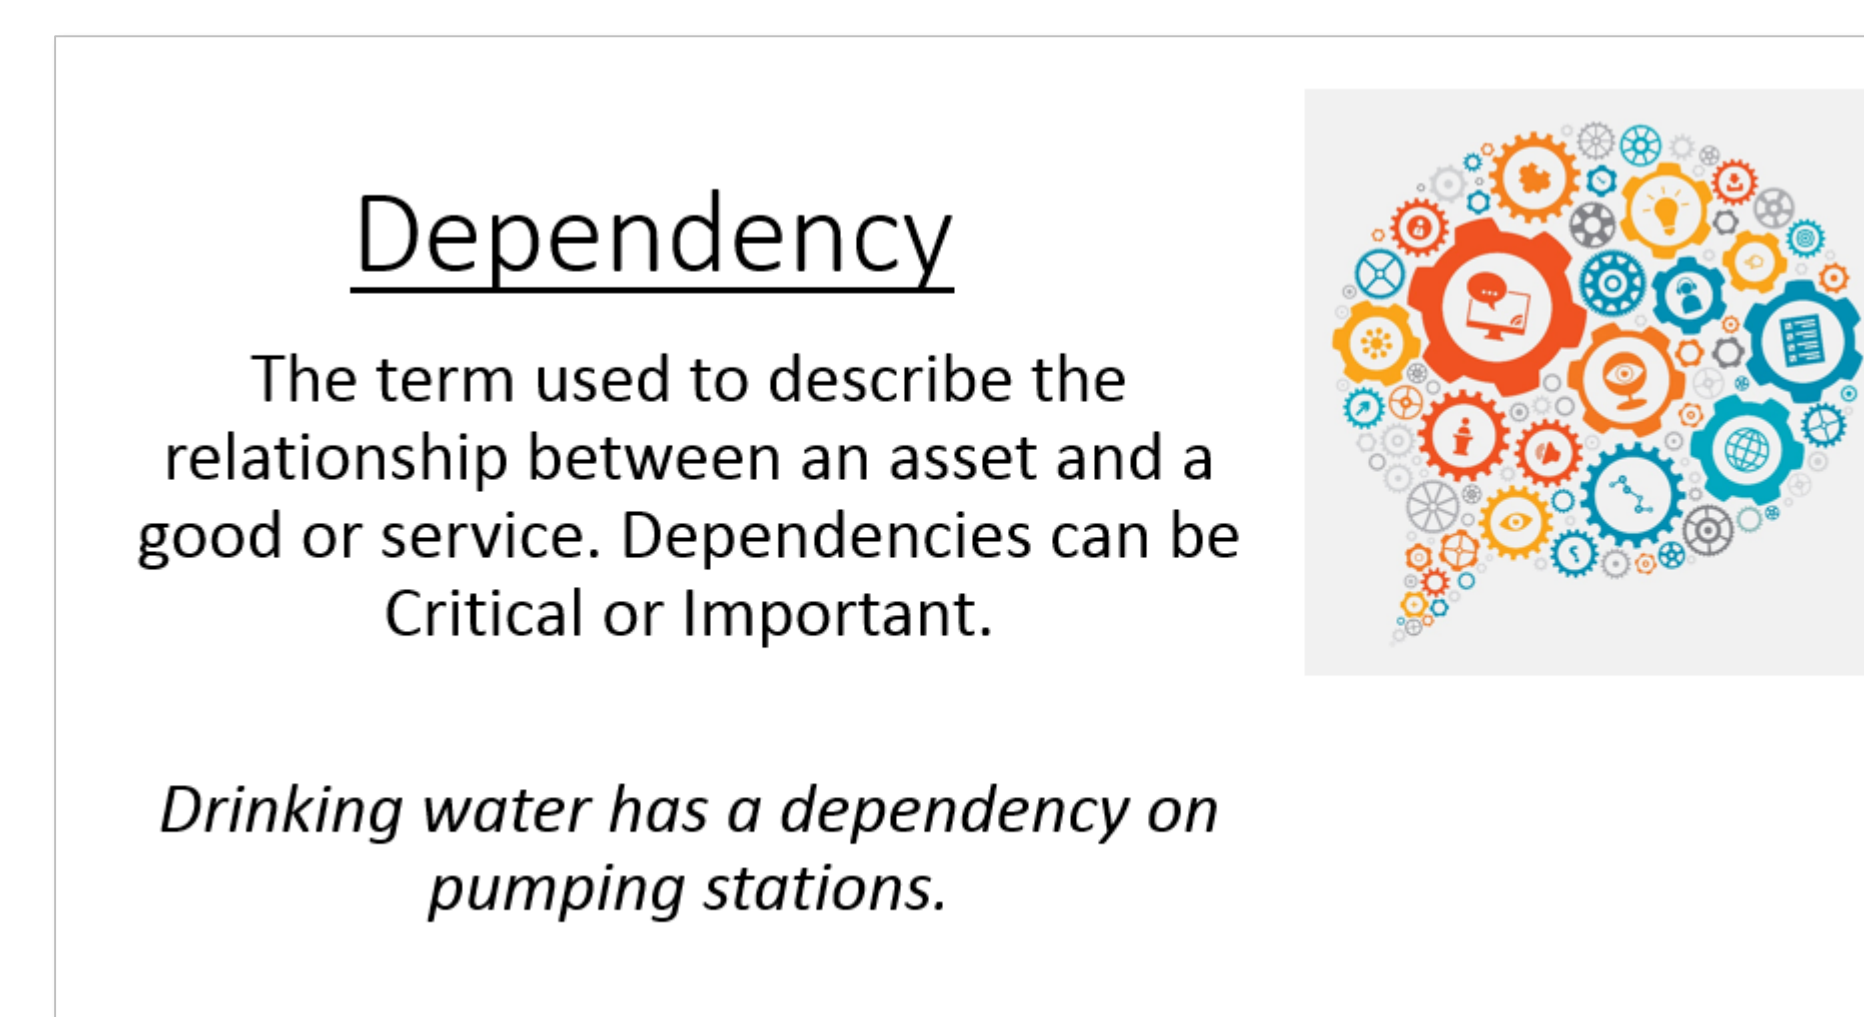 Dependency
The term used to describe the
relationship between an asset and a
good or service. Dependencies can be
Critical or Important.
Drinking water has a dependency on
pumping stations.